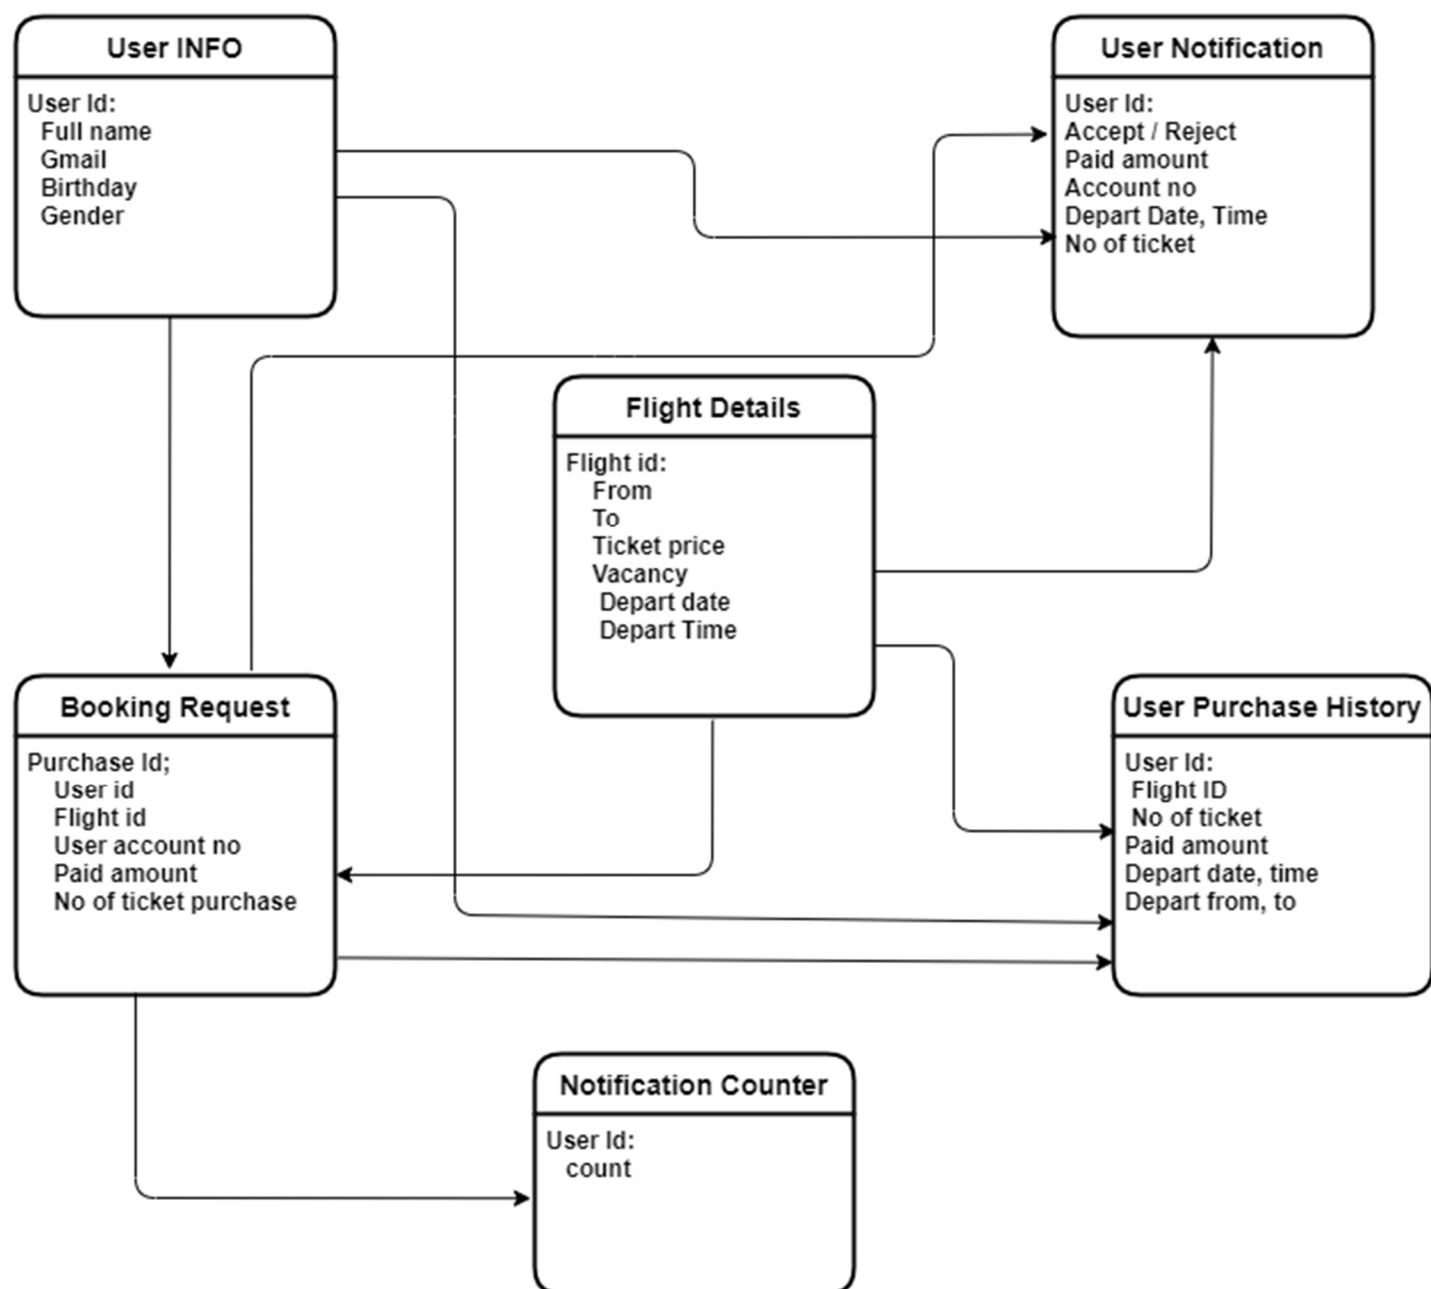 User INFO
User Id:
Full name
Gmail
Birthday
Gender
User Notification
User Id:
Accept / Reject
Paid amount
Account no
Depart Date, Time
No of ticket
Flight Details
Flight id:
From
To
Ticket price
Vacancy
Depart date
Depart Time
Booking Request
Purchase Id;
User id
Flight id
User account no
Paid amount
No of ticket purchase
User Purchase History
User Id:
Flight ID
No of ticket
Paid amount
Depart date, time
Depart from, to
Notification Counter
User Id:
count